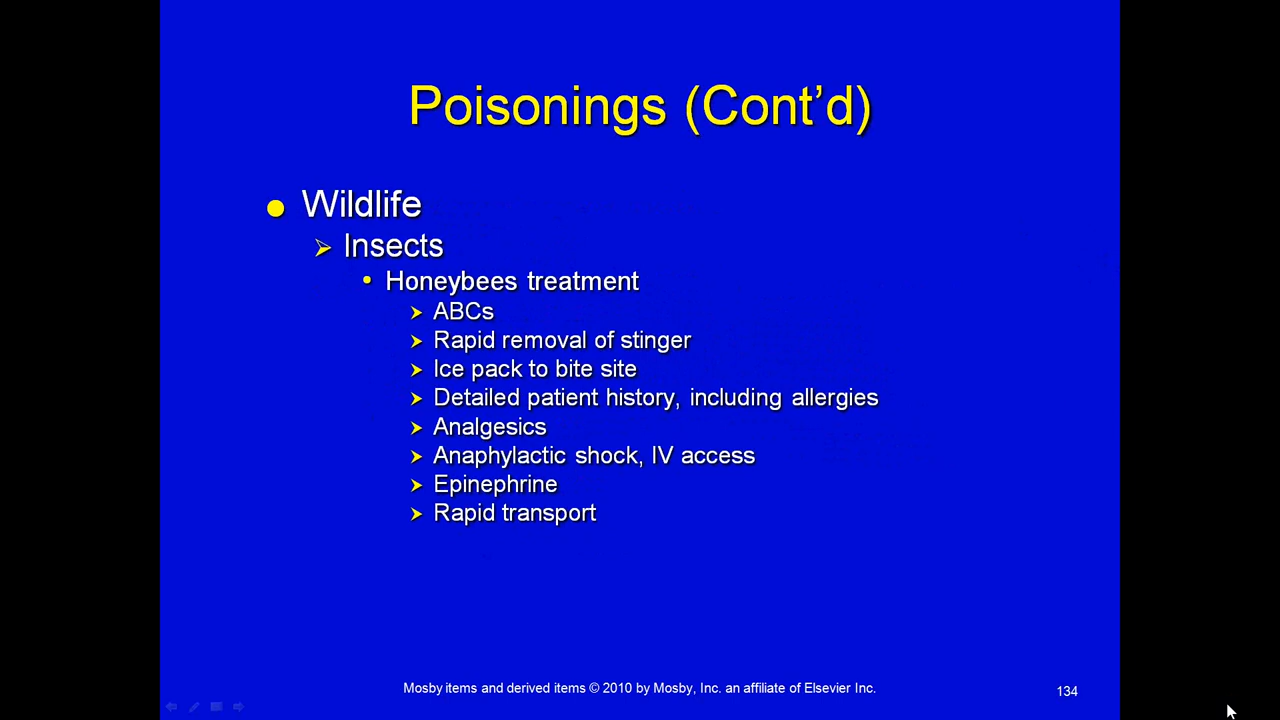 Poisonings (Cont’d)
Wildlife
Insects
Honeybees treatment
ABCs
Rapid removal of stinger
Ice pack to bite site
Detailed patient history, including allergies
Analgesics
Anaphylactic shock, IV access
Epinephrine
Rapid transport
Mosby items and derived items © 2010 by Mosby, Inc. an affiliate of Elsevier Inc.
134